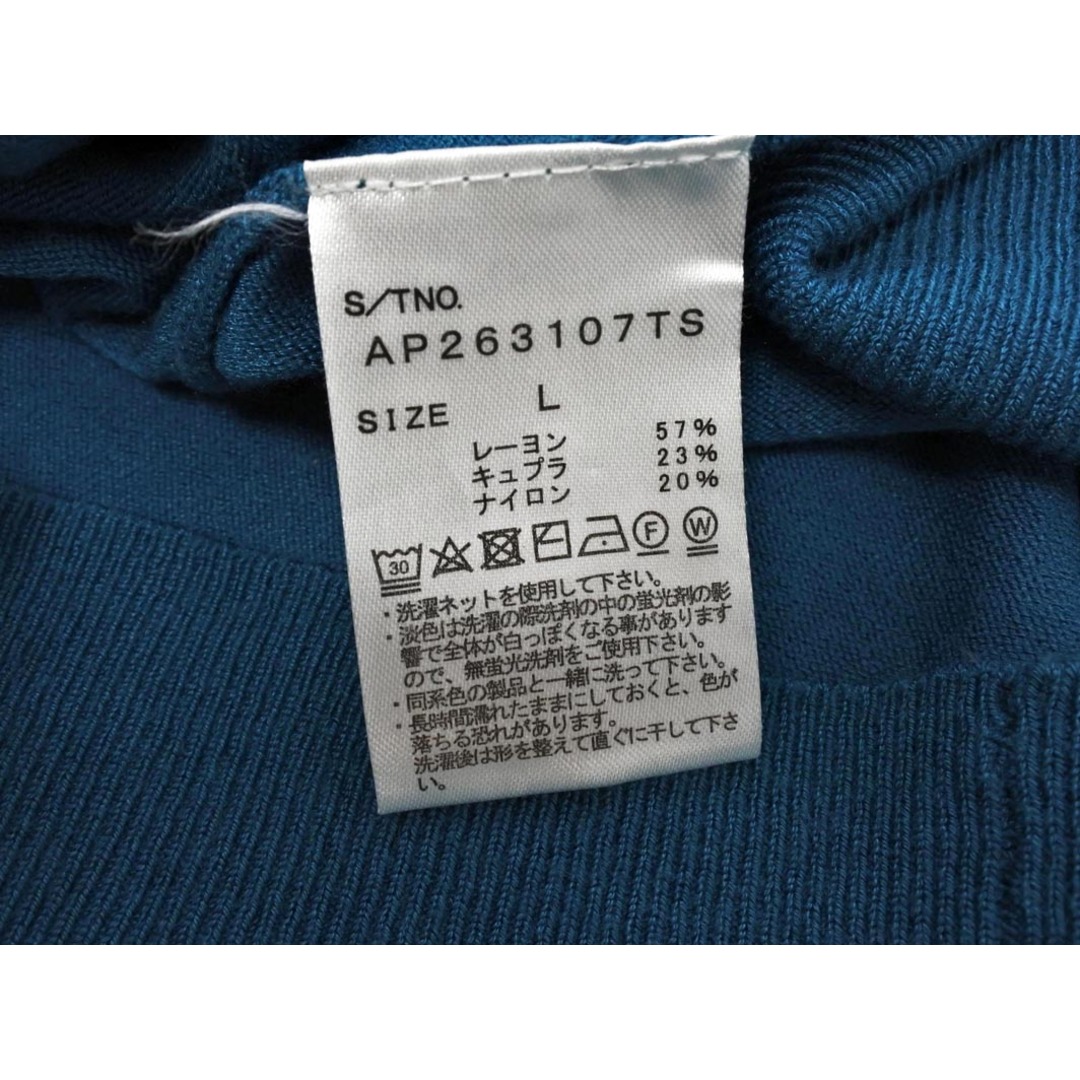 S/TNO.
AP263107TS
SIZE L
レーヨン 57%
キュプラ 23%
ナイロン 20%
30 F W
・洗濯ネットを使用して下さい。
・淡色は洗濯の際洗剤の中の蛍光剤の影
響で全体が白っぽくなる事があります
ので、無蛍光洗剤をご使用下さい。
・同系色の製品と一緒に洗って下さい。
・長時間濡れたままにしておくと、色が
落ちる恐れがあります。
洗濯後は形を整えて直ぐに干して下さ
い。